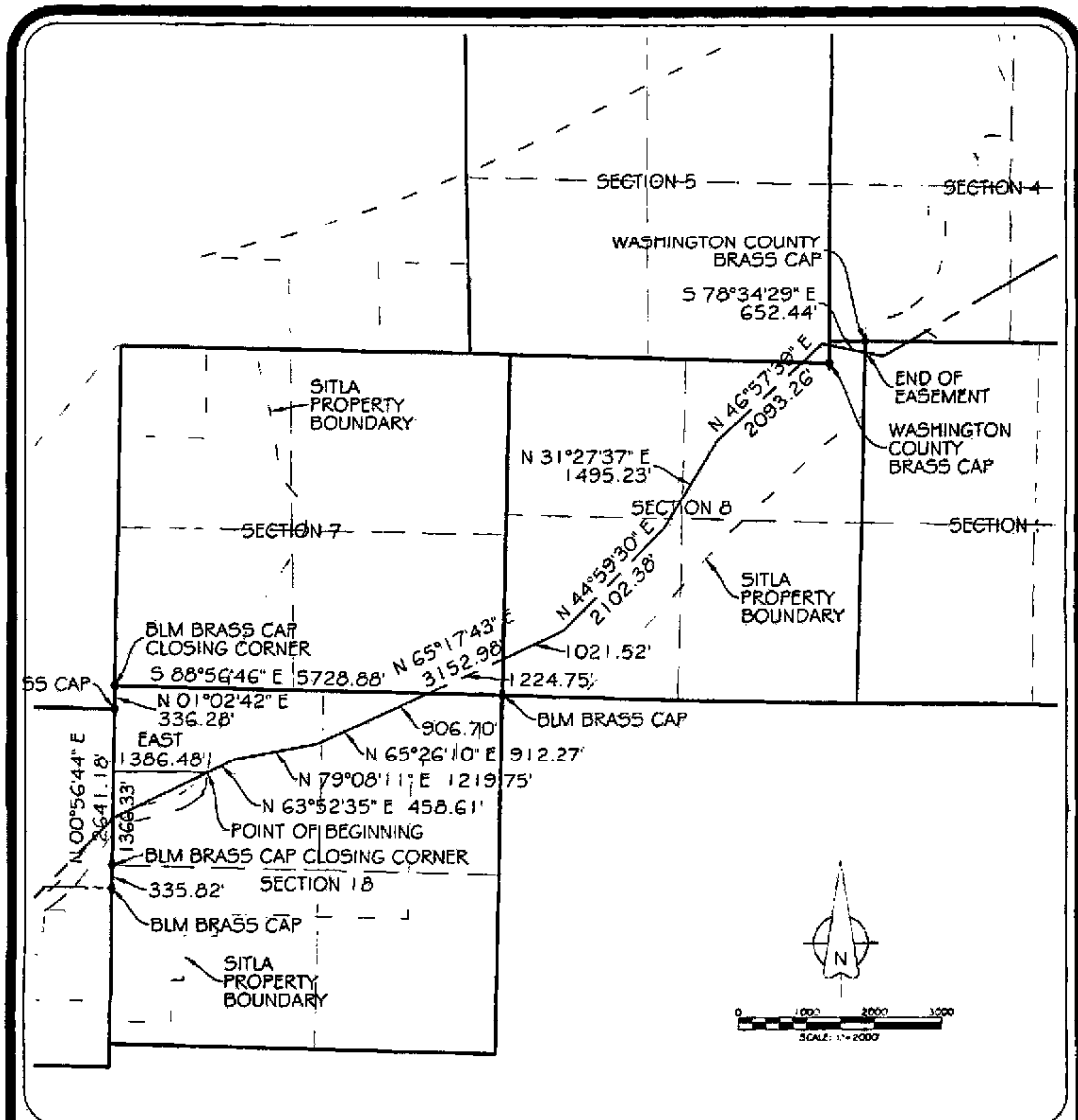 SECTION 5
SECTION 4
WASHINGTON COUNTY
BRASS CAP
S 78°34'29" E
652.44'
N 46°57'39" E
2093.26'
END OF
EASEMENT
WASHINGTON
COUNTY
BRASS CAP
SITLA
PROPERTY
BOUNDARY
N 31°27'37" E
1495.23'
SECTION 8
SECTION 7
SECTION
N 44°59'30" E
2102.38'
SITLA
PROPERTY
BOUNDARY
BLM BRASS CAP
CLOSING CORNER
N 65°17'43" E
3152.98'
1021.52'
S 88°56'46" E 5728.88'
1224.75'
SS CAP
N 01°02'42" E
336.28'
BLM BRASS CAP
906.70'
EAST
1386.48'
N 65°26'10" E 912.27'
N 79°08'11" E 1219.75'
N 63°52'35" E 458.61'
N 00°56'44" E
2641.18'
1366.33'
POINT OF BEGINNING
BLM BRASS CAP CLOSING CORNER
335.82'
SECTION 18
BLM BRASS CAP
SITLA
PROPERTY
BOUNDARY
N
0 1000 2000 3000
SCALE: 1"=2000'